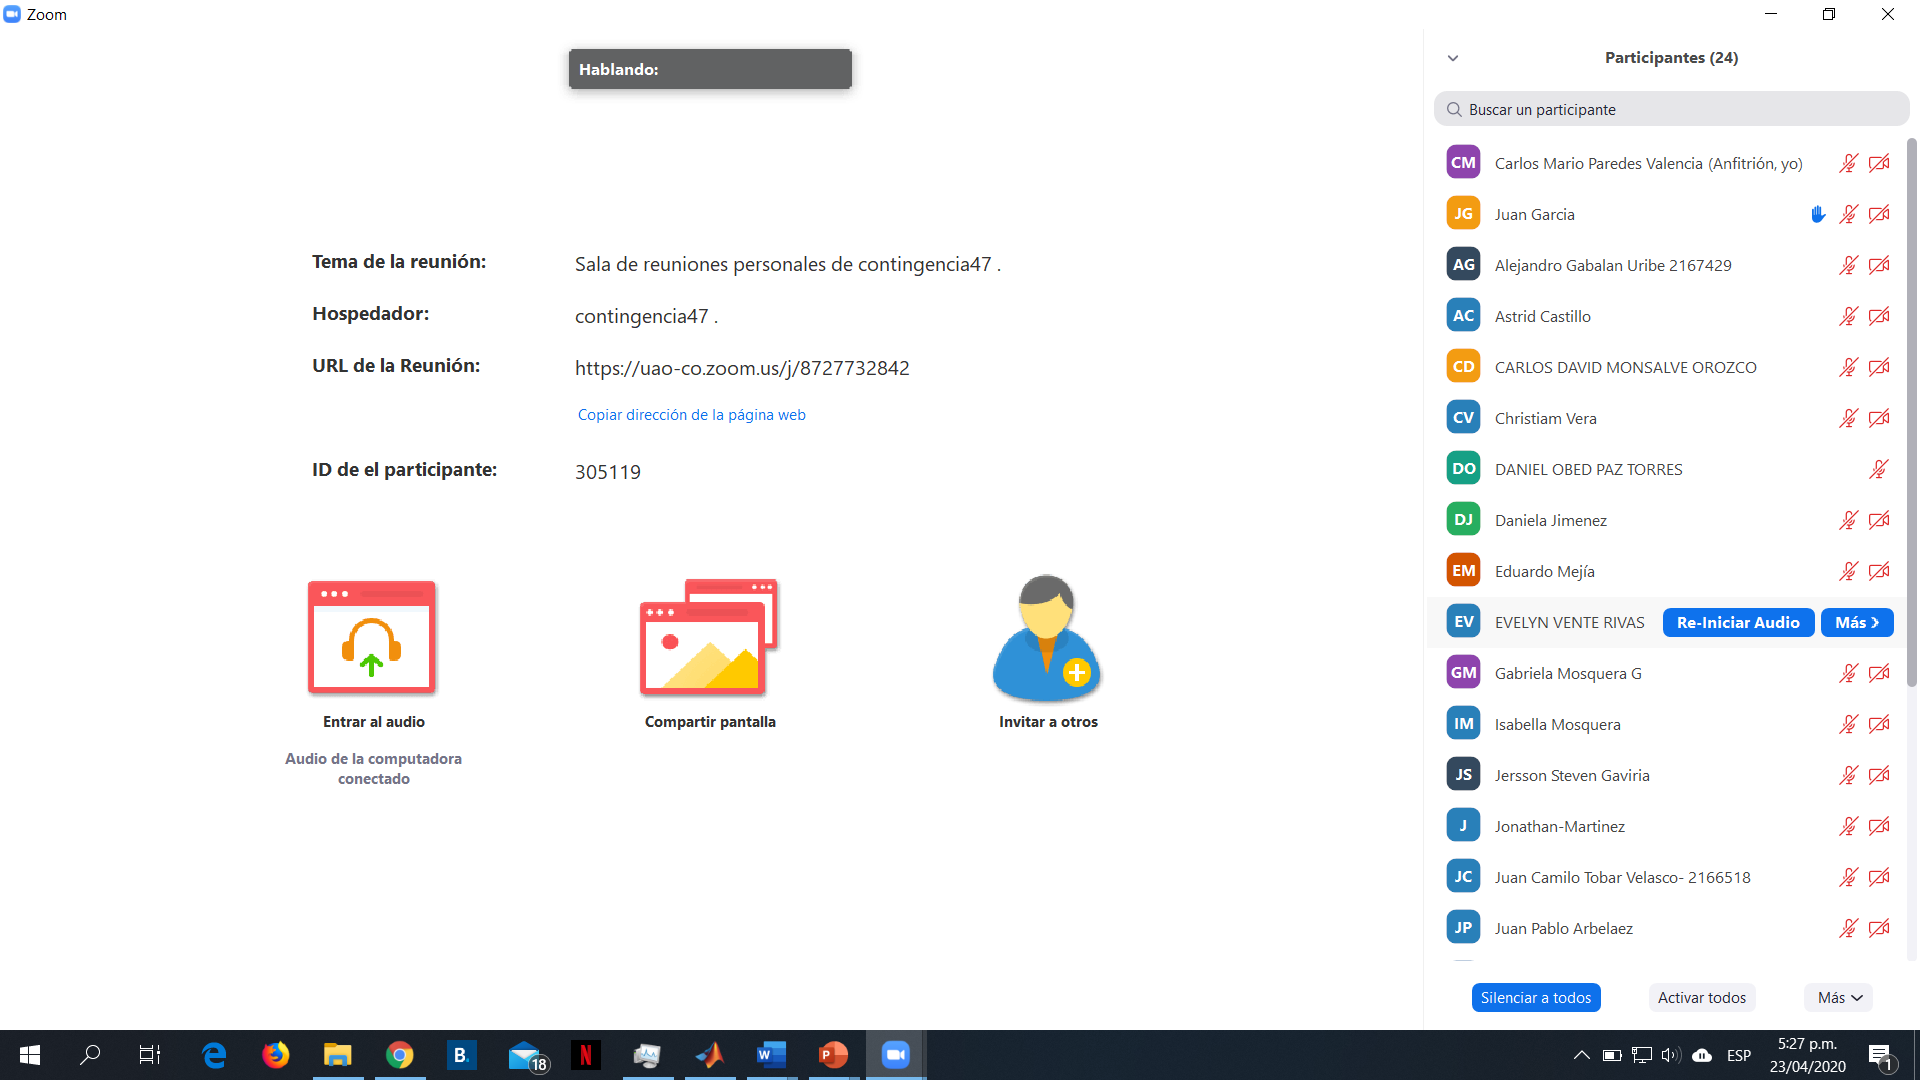 Zoom
Hablando:
Participantes (24)
Buscar un participante
CM Carlos Mario Paredes Valencia (Anfitrión, yo)
JG Juan Garcia
AG Alejandro Gabalan Uribe 2167429
AC Astrid Castillo
CD CARLOS DAVID MONSALVE OROZCO
CV Christiam Vera
DO DANIEL OBED PAZ TORRES
DJ Daniela Jimenez
EM Eduardo Mejía
EV EVELYN VENTE RIVAS Re-Iniciar Audio Más
GM Gabriela Mosquera G
IM Isabella Mosquera
JS Jersson Steven Gaviria
J Jonathan-Martinez
JC Juan Camilo Tobar Velasco- 2166518
JP Juan Pablo Arbelaez
Silenciar a todos Activar todos Más
Tema de la reunión: Sala de reuniones personales de contingencia47 .
Hospedador: contingencia47 .
URL de la Reunión: https://uao-co.zoom.us/j/8727732842
Copiar dirección de la página web
ID de el participante: 305119
Entrar al audio
Audio de la computadora
conectado
Compartir pantalla
Invitar a otros
B. 18 N W P ESP
5:27 p.m.
23/04/2020
1